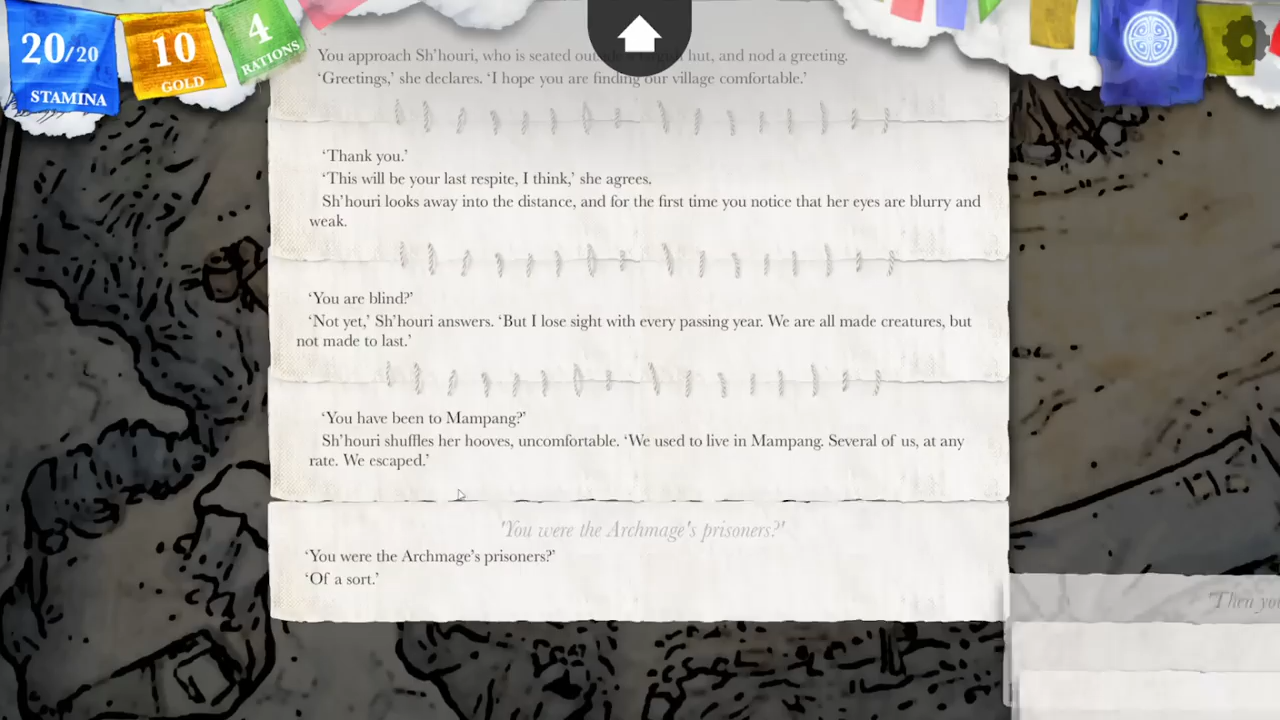 20/20
STAMINA
10
GOLD
4
RATIONS
You approach Sh'houri, who is seated hut, and nod a greeting.
'Greetings,' she declares. 'I hope you are finding our village comfortable.'
'Thank you.'
'This will be your last respite, I think,' she agrees.
Sh'houri looks away into the distance, and for the first time you notice that her eyes are blurry and
weak.
'You are blind?'
'Not yet,' Sh'houri answers. 'But I lose sight with every passing year. We are all made creatures, but
not made to last.'
'You have been to Mampang?'
Sh'houri shuffles her hooves, uncomfortable. 'We used to live in Mampang. Several of us, at any
rate. We escaped.'
'You were the Archmage's prisoners?'
'You were the Archmage's prisoners?'
'Of a sort.'
"Then